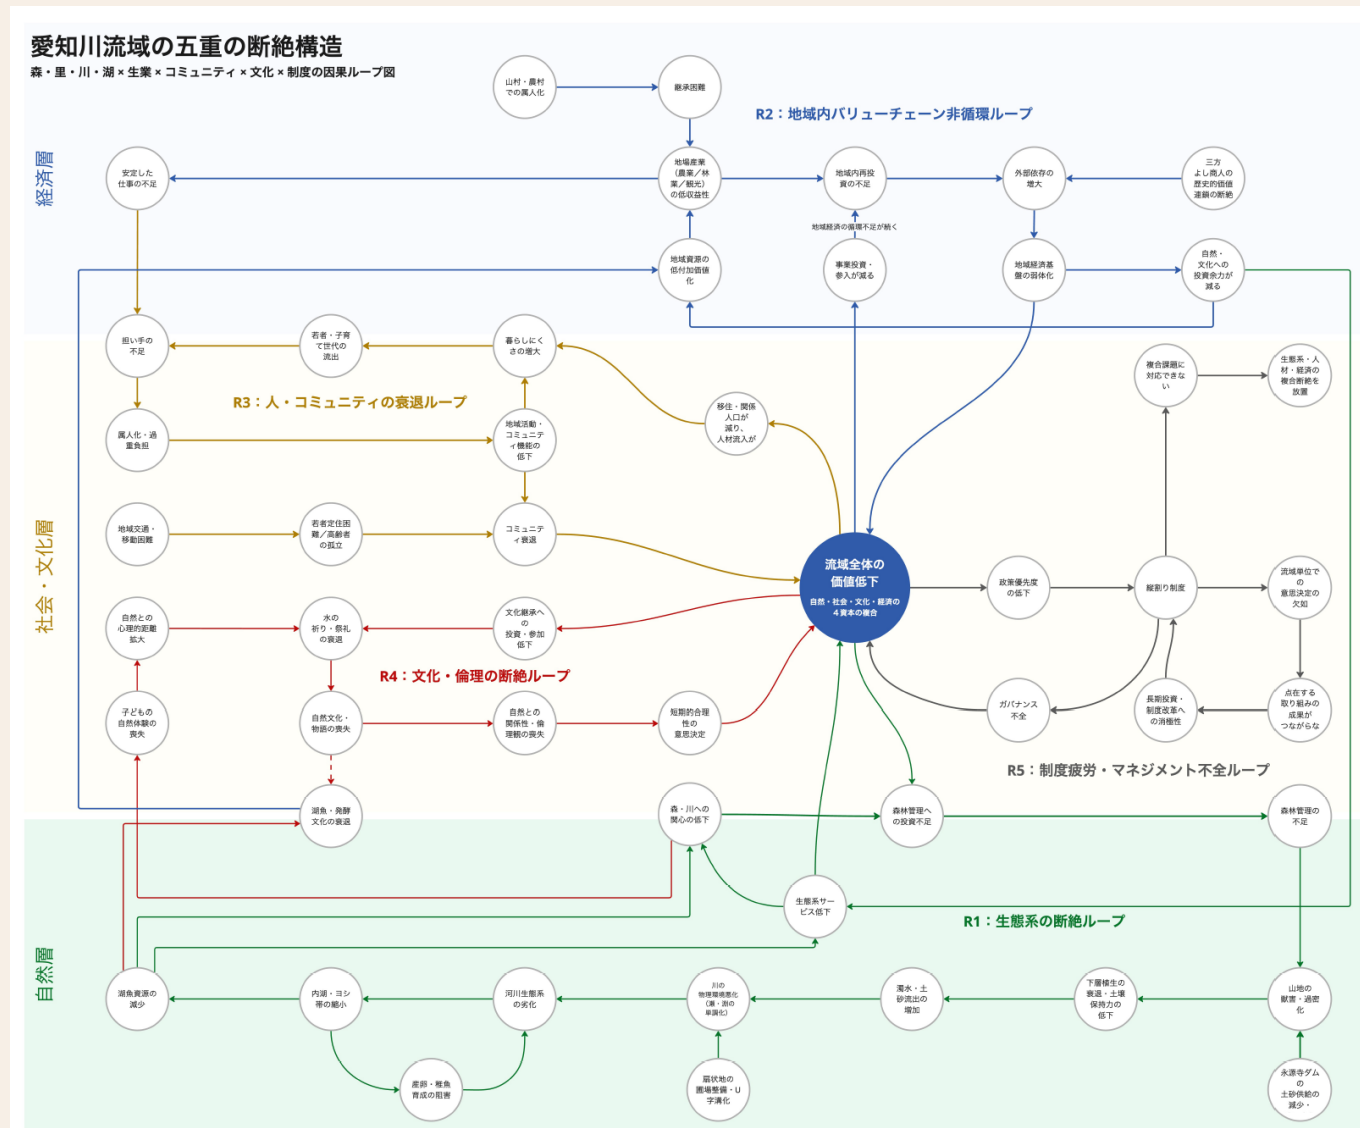 愛知川流域の五重の断絶構造
森・里・川・湖 × 生業 × コミュニティ × 文化 × 制度の因果ループ図
山村・農村
での属人化
継承困難
R2：地域内バリューチェーン非循環ループ
経済層
安定した
仕事の不足
地場産業
（農業／林
業／観光）
の低収益性
地域内再投
資の不足
外部依存の
増大
三方
よし商人の
歴史的価値
連鎖の断絶
地域経済の循環不足が続く
地域資源の
低付加価値
化
事業投資・
参入が減る
地域経済基
盤の弱体化
自然・
文化への
投資余力が
減る
担い手の
不足
若者・子育
て世代の
流出
暮らしにく
さの増大
複合課題に
対応できな
い
生態系・人
材・経済の
複合断絶を
放置
R3：人・コミュニティの衰退ループ
移住・関係
人口が
減り、
人材流入が
属人化・過
重負担
地域活動・
コミュニテ
ィ機能の
低下
社会・文化層
地域交通・
移動困難
若者定住困
難／高齢者
の孤立
コミュニテ
ィ衰退
流域全体の
価値低下
自然・社会・文化・経済の
４資本の複合
政策優先度
の低下
縦割り制度
流域単位で
の
意思決定の
欠如
自然との
心理的距離
拡大
水の
祈り・祭礼
の衰退
文化継承へ
の
投資・参加
低下
R4：文化・倫理の断絶ループ
子どもの
自然体験の
喪失
自然文化・
物語の喪失
自然との
関係性・倫
理観の喪失
短期的合理
性の
意思決定
ガバナンス
不全
長期投資・
制度改革へ
の消極性
点在する
取り組みの
成果が
つながらな
R5：制度疲労・マネジメント不全ループ
湖魚・発酵
文化の衰退
森・川への
関心の低下
森林管理へ
の投資不足
森林管理の
不足
生態系サー
ビス低下
R1：生態系の断絶ループ
自然層
湖魚資源の
減少
内湖・ヨシ
帯の縮小
河川生態系
の劣化
川の
物理環境悪化
（瀬・淵の
単調化）
濁水・土
砂流出の
増加
下層植生の
衰退・土壌
保持力の
低下
山地の
獣害・過密
化
産卵・稚魚
育成の阻害
扇状地の
圃場整備・U
字溝化
永源寺ダム
の
土砂供給の
減少・